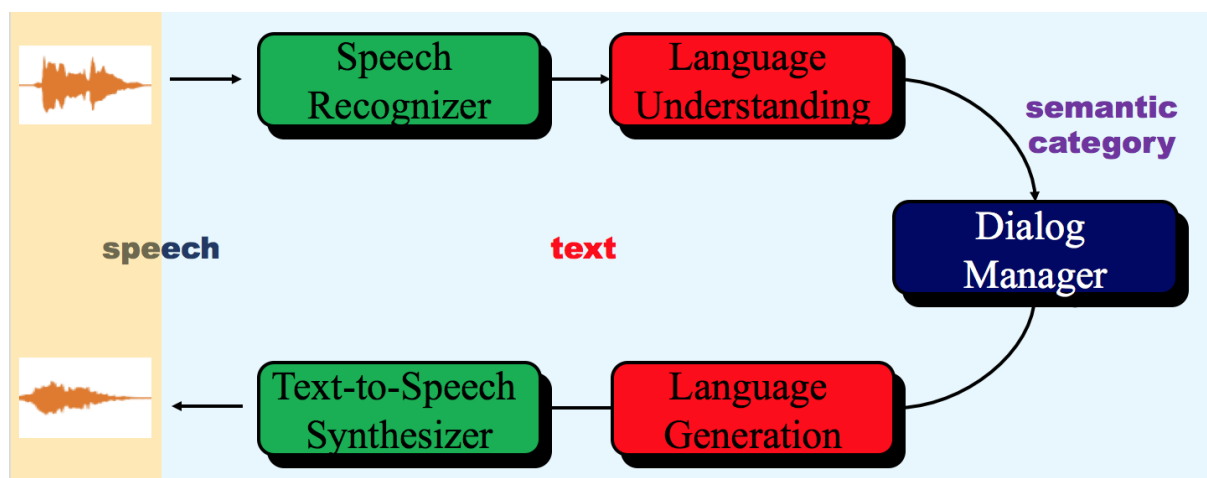 Speech
Recognizer
Language
Understanding
semantic
category
Dialog
Manager
speech
text
Text-to-Speech
Synthesizer
Language
Generation